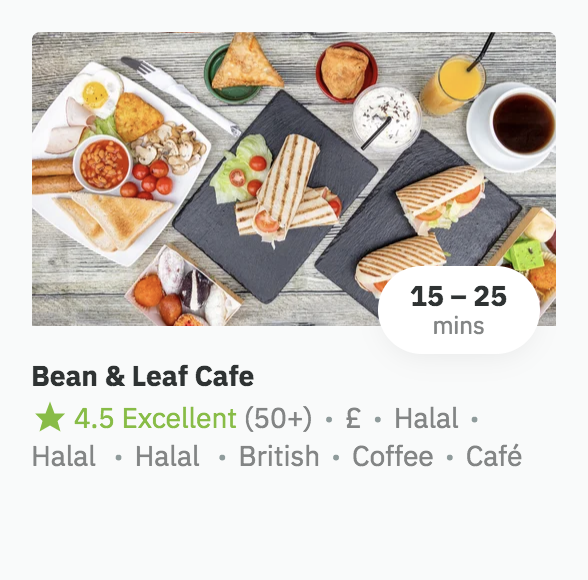 15 – 25
mins
Bean & Leaf Cafe
4.5 Excellent (50+) • £ • Halal •
Halal • Halal • British • Coffee • Café